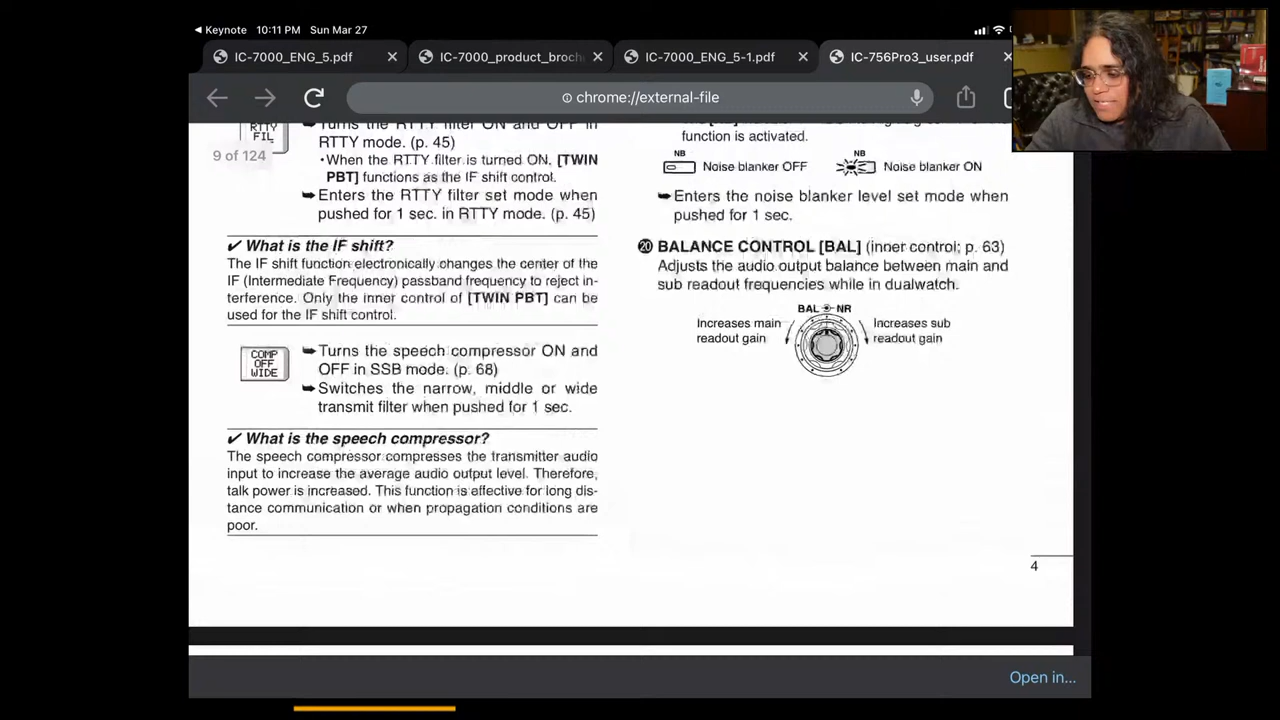 Keynote 10:11 PM Sun Mar 27
IC-7000_ENG_5.pdf
IC-7000_product_broch
IC-7000_ENG_5-1.pdf
IC-756Pro3_user.pdf
chrome://external-file
9 of 124
RTTY
FIL
Turns the RTTY filter ON and OFF in
RTTY mode. (p. 45)
•When the RTTY filter is turned ON, [TWIN
PBT] functions as the IF shift control.
➥Enters the RTTY filter set mode when
pushed for 1 sec. in RTTY mode. (p. 45)
✔ What is the IF shift?
The IF shift function electronically changes the center of the
IF (Intermediate Frequency) passband frequency to reject in-
terference. Only the inner control of [TWIN PBT] can be
used for the IF shift control.
COMP
OFF
WIDE
➥Turns the speech compressor ON and
OFF in SSB mode. (p. 68)
➥Switches the narrow, middle or wide
transmit filter when pushed for 1 sec.
✔ What is the speech compressor?
The speech compressor compresses the transmitter audio
input to increase the average audio output level. Therefore,
talk power is increased. This function is effective for long dis-
tance communication or when propagation conditions are
poor.
function is activated.
NB
Noise blanker OFF
NB
Noise blanker ON
➥Enters the noise blanker level set mode when
pushed for 1 sec.
⑳ BALANCE CONTROL [BAL] (inner control; p. 63)
Adjusts the audio output balance between main and
sub readout frequencies while in dualwatch.
BAL NR
Increases main
readout gain
Increases sub
readout gain
4
Open in...